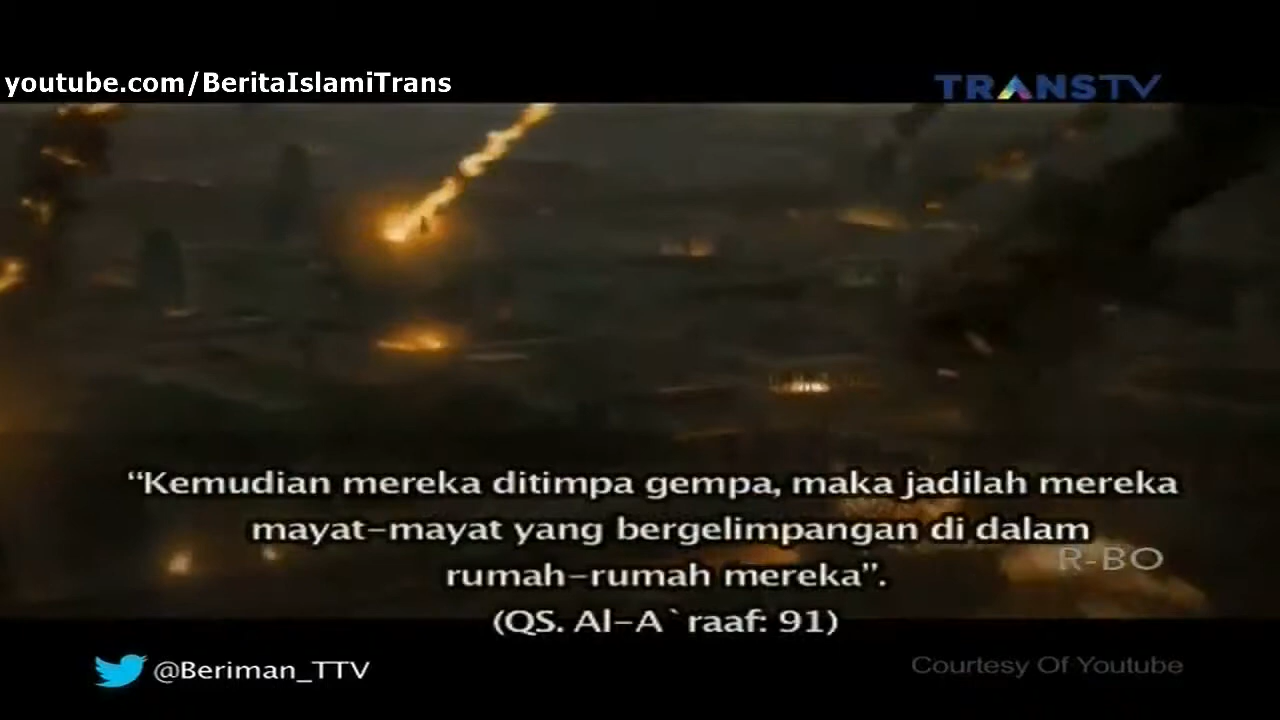 youtube.com/BeritaIslamiTrans
TRANSTV
“Kemudian mereka ditimpa gempa, maka jadilah mereka
mayat-mayat yang bergelimpangan di dalam
rumah-rumah mereka”.
R-BO
(QS. Al-A`raaf: 91)
@Beriman_TTV
Courtesy Of Youtube